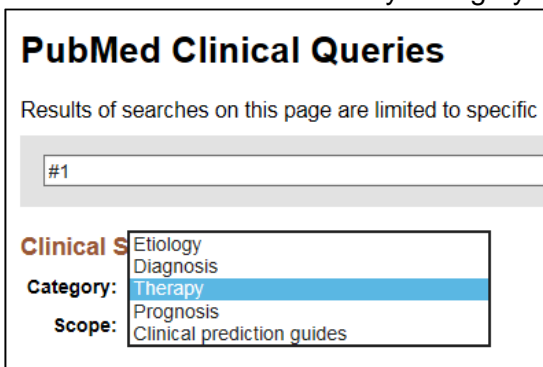 PubMed Clinical Queries
Results of searches on this page are limited to specific
#1
Clinical S
Etiology
Diagnosis
Category: Therapy
Scope: Prognosis
Clinical prediction guides